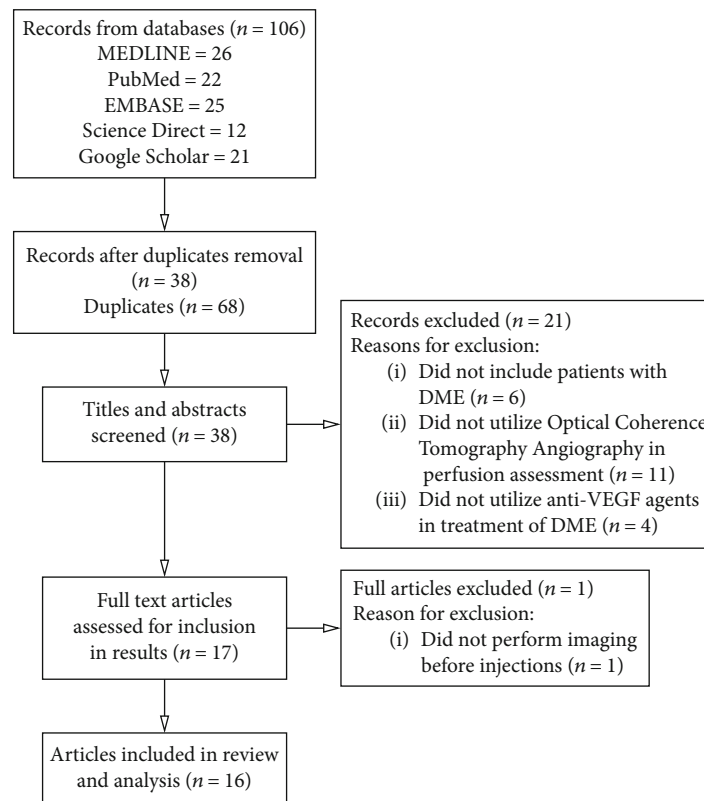 Records from databases (n = 106)
MEDLINE = 26
PubMed = 22
EMBASE = 25
Science Direct = 12
Google Scholar = 21
Records after duplicates removal
(n = 38)
Duplicates (n = 68)
Records excluded (n = 21)
Reasons for exclusion:
(i) Did not include patients with
DME (n = 6)
(ii) Did not utilize Optical Coherence
Tomography Angiography in
perfusion assessment (n = 11)
(iii) Did not utilize anti-VEGF agents
in treatment of DME (n = 4)
Titles and abstracts
screened (n = 38)
Full text articles
assessed for inclusion
in results (n = 17)
Full articles excluded (n = 1)
Reason for exclusion:
(i) Did not perform imaging
before injections (n = 1)
Articles included in review
and analysis (n = 16)